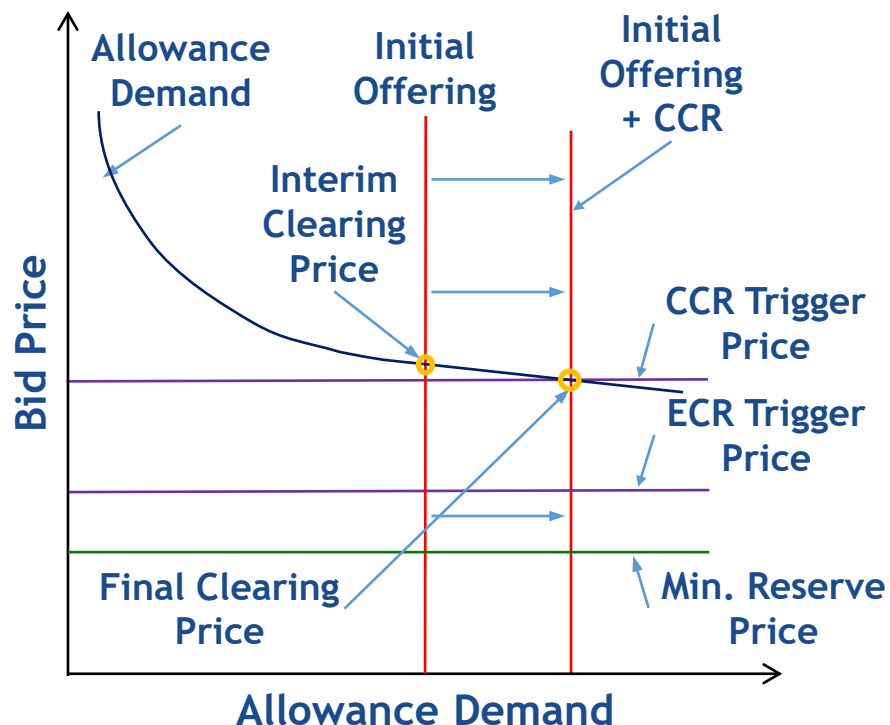 Allowance
Demand
Initial
Offering
Initial
Offering
+ CCR
Interim
Clearing
Price
CCR Trigger
Price
ECR Trigger
Price
Final Clearing
Price
Min. Reserve
Price
Bid Price
Allowance Demand